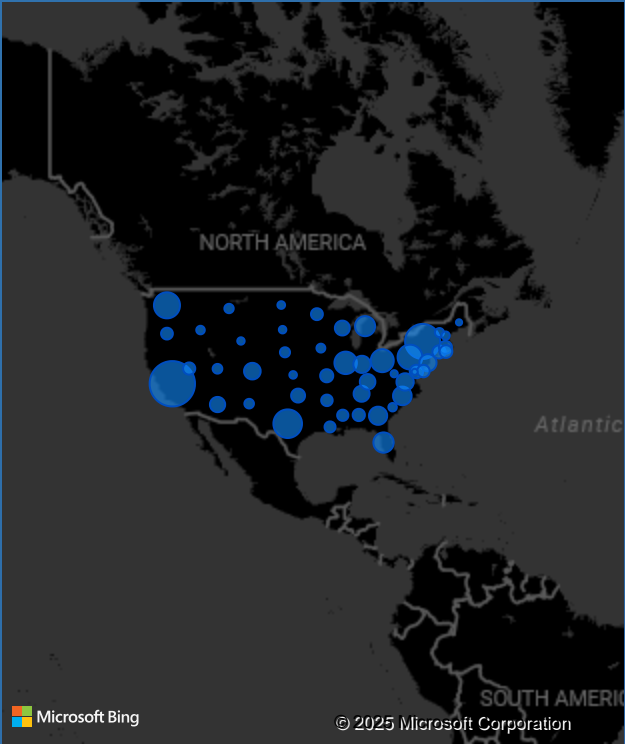 NORTH AMERICA
Atlantic
SOUTH AMERIC
Microsoft Bing
© 2025 Microsoft Corporation